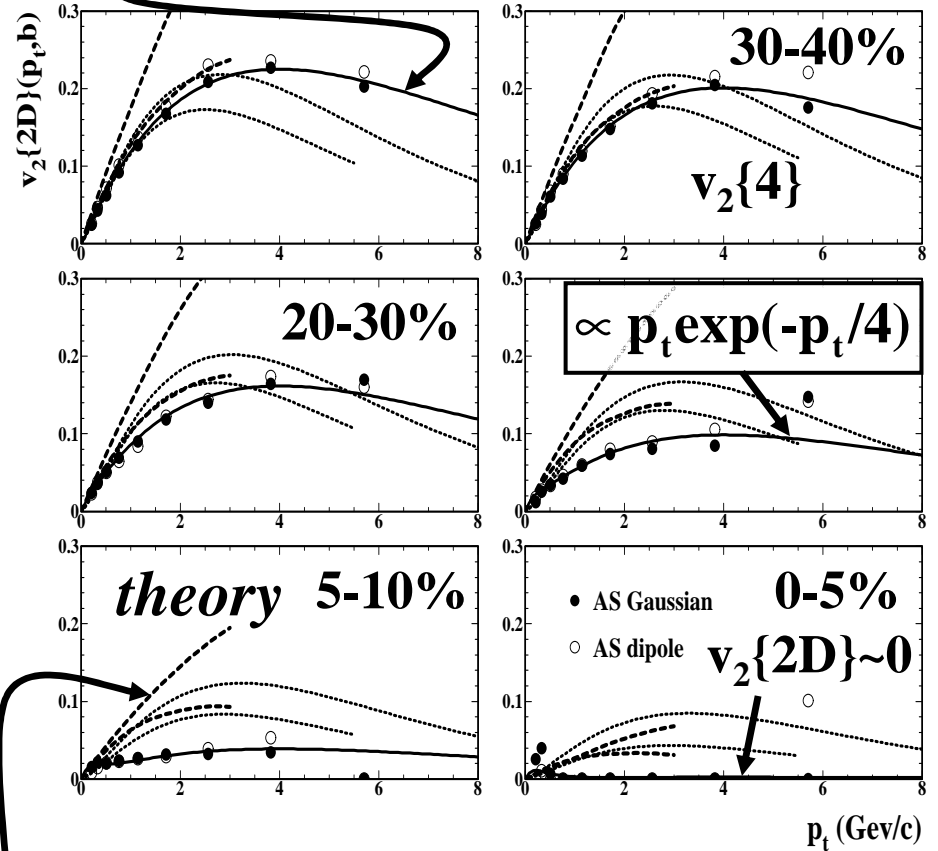 v₂{2D}(pₜ,b)
0.3
0.2
0.1
0
0 2 4 6 8
0.3
0.2
0.1
0
0 2 4 6 8
30-40%
v₂{4}
0.3
0.2
0.1
0
0 2 4 6 8
20-30%
0.3
0.2
0.1
0
0 2 4 6 8
∝ pₜexp(-pₜ/4)
0.3
0.2
0.1
0
0 2 4 6 8
theory 5-10%
0.3
0.2
0.1
0
0 2 4 6 8
AS Gaussian 0-5%
AS dipole
v₂{2D}~0
pₜ (Gev/c)